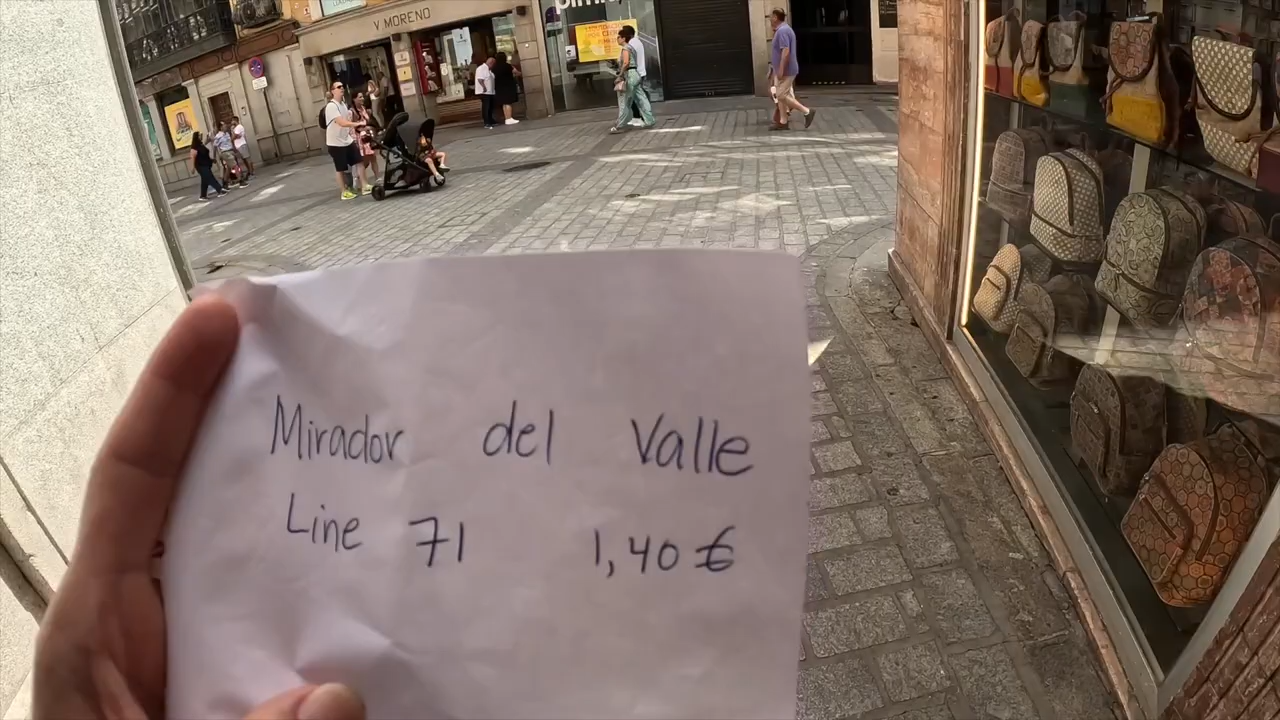 V MORENO
Mirador del Valle
Line 71 1,40 €